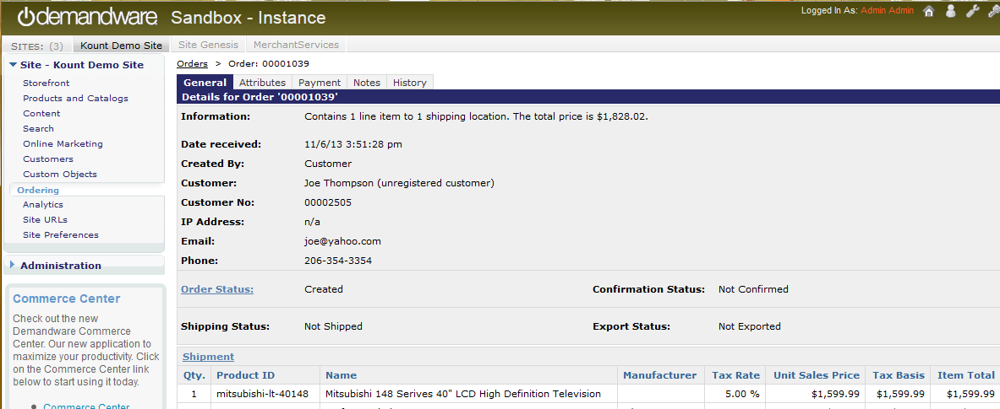 demandware Sandbox - Instance
Logged In As: Admin Admin
SITES: (3) Kount Demo Site Site Genesis MerchantServices
Site - Kount Demo Site
Storefront
Products and Catalogs
Content
Search
Online Marketing
Customers
Custom Objects
Ordering
Analytics
Site URLs
Site Preferences
Administration
Commerce Center
Check out the new
Demandware Commerce
Center. Our new application to
maximize your productivity. Click
on the Commerce Center link
below to start using it today.
Commerce Center
Orders > Order: 00001039
General Attributes Payment Notes History
Details for Order '00001039'
Information: Contains 1 line item to 1 shipping location. The total price is $1,828.02.
Date received: 11/6/13 3:51:28 pm
Created By: Customer
Customer: Joe Thompson (unregistered customer)
Customer No: 00002505
IP Address: n/a
Email: joe@yahoo.com
Phone: 206-354-3354
Order Status: Created Confirmation Status: Not Confirmed
Shipping Status: Not Shipped Export Status: Not Exported
Shipment
Qty. Product ID Name Manufacturer Tax Rate Unit Sales Price Tax Basis Item Total
1 mitsubishi-lt-40148 Mitsubishi 148 Serives 40" LCD High Definition Television 5.00 % $1,599.99 $1,599.99 $1,599.99